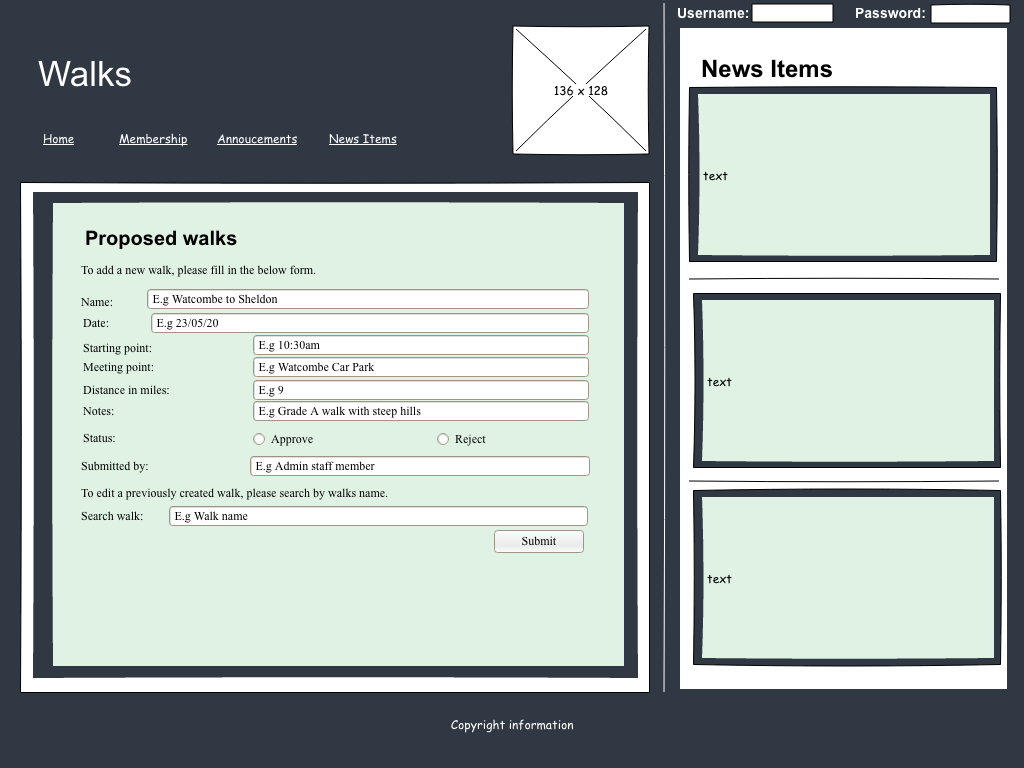 Username:
Password:
Walks
136 x 128
Home Membership Annoucements News Items
Proposed walks
To add a new walk, please fill in the below form.
Name: E.g Watcombe to Sheldon
Date: E.g 23/05/20
Starting point: E.g 10:30am
Meeting point: E.g Watcombe Car Park
Distance in miles: E.g 9
Notes: E.g Grade A walk with steep hills
Status: Approve Reject
Submitted by: E.g Admin staff member
To edit a previously created walk, please search by walks name.
Search walk: E.g Walk name
Submit
News Items
text
text
text
Copyright information